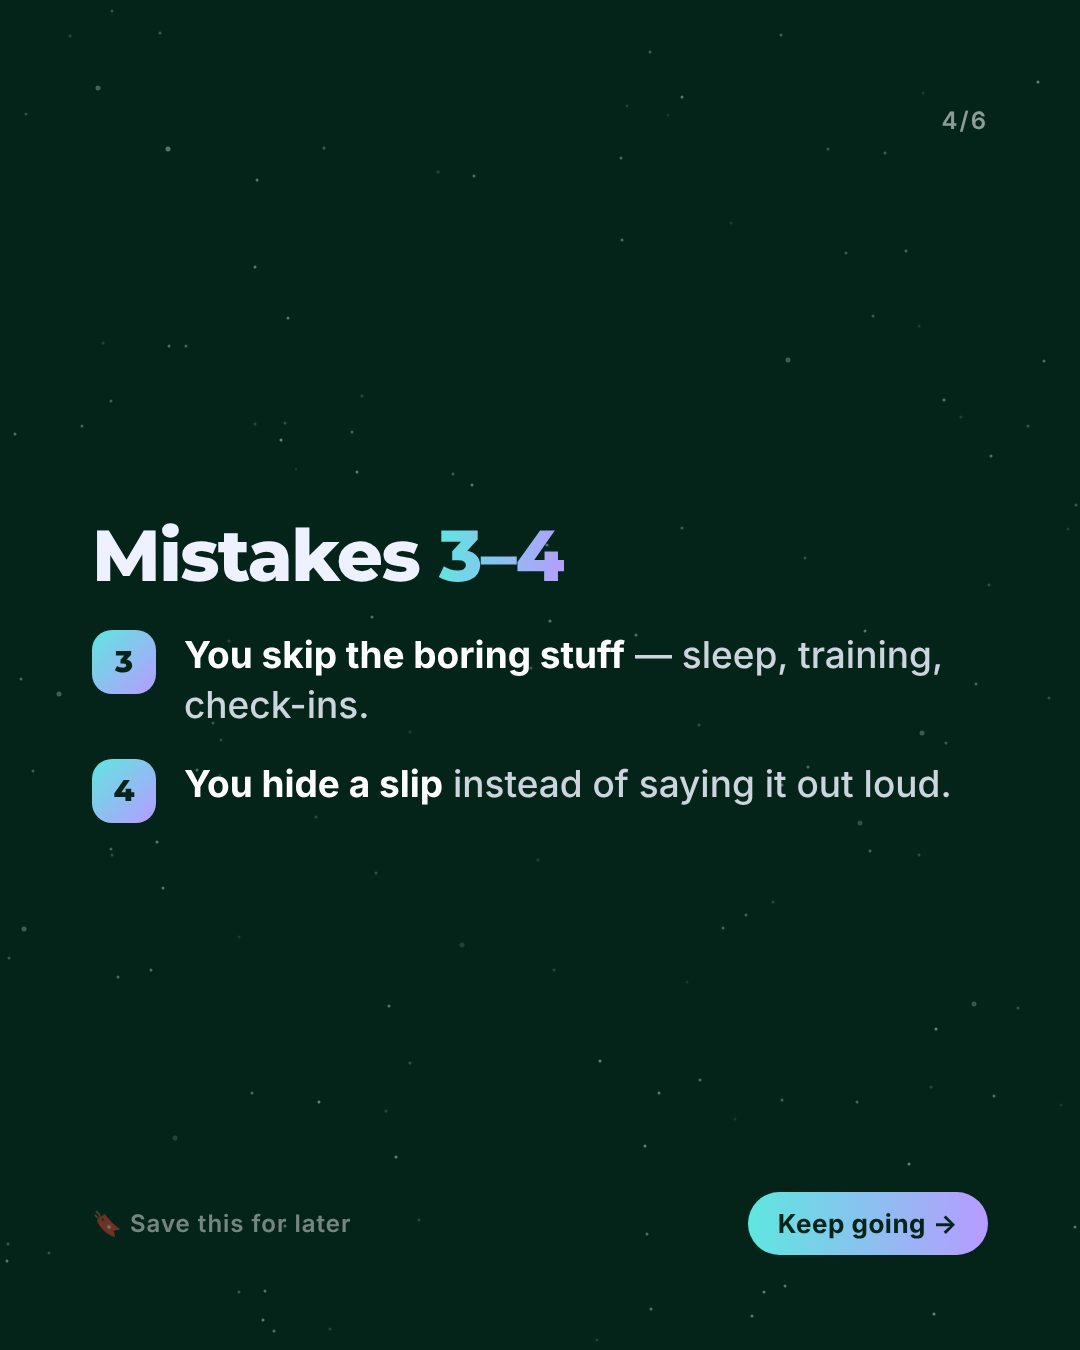 4/6
Mistakes 3–4
3 You skip the boring stuff — sleep, training,
check-ins.
4 You hide a slip instead of saying it out loud.
🔖 Save this for later
Keep going →